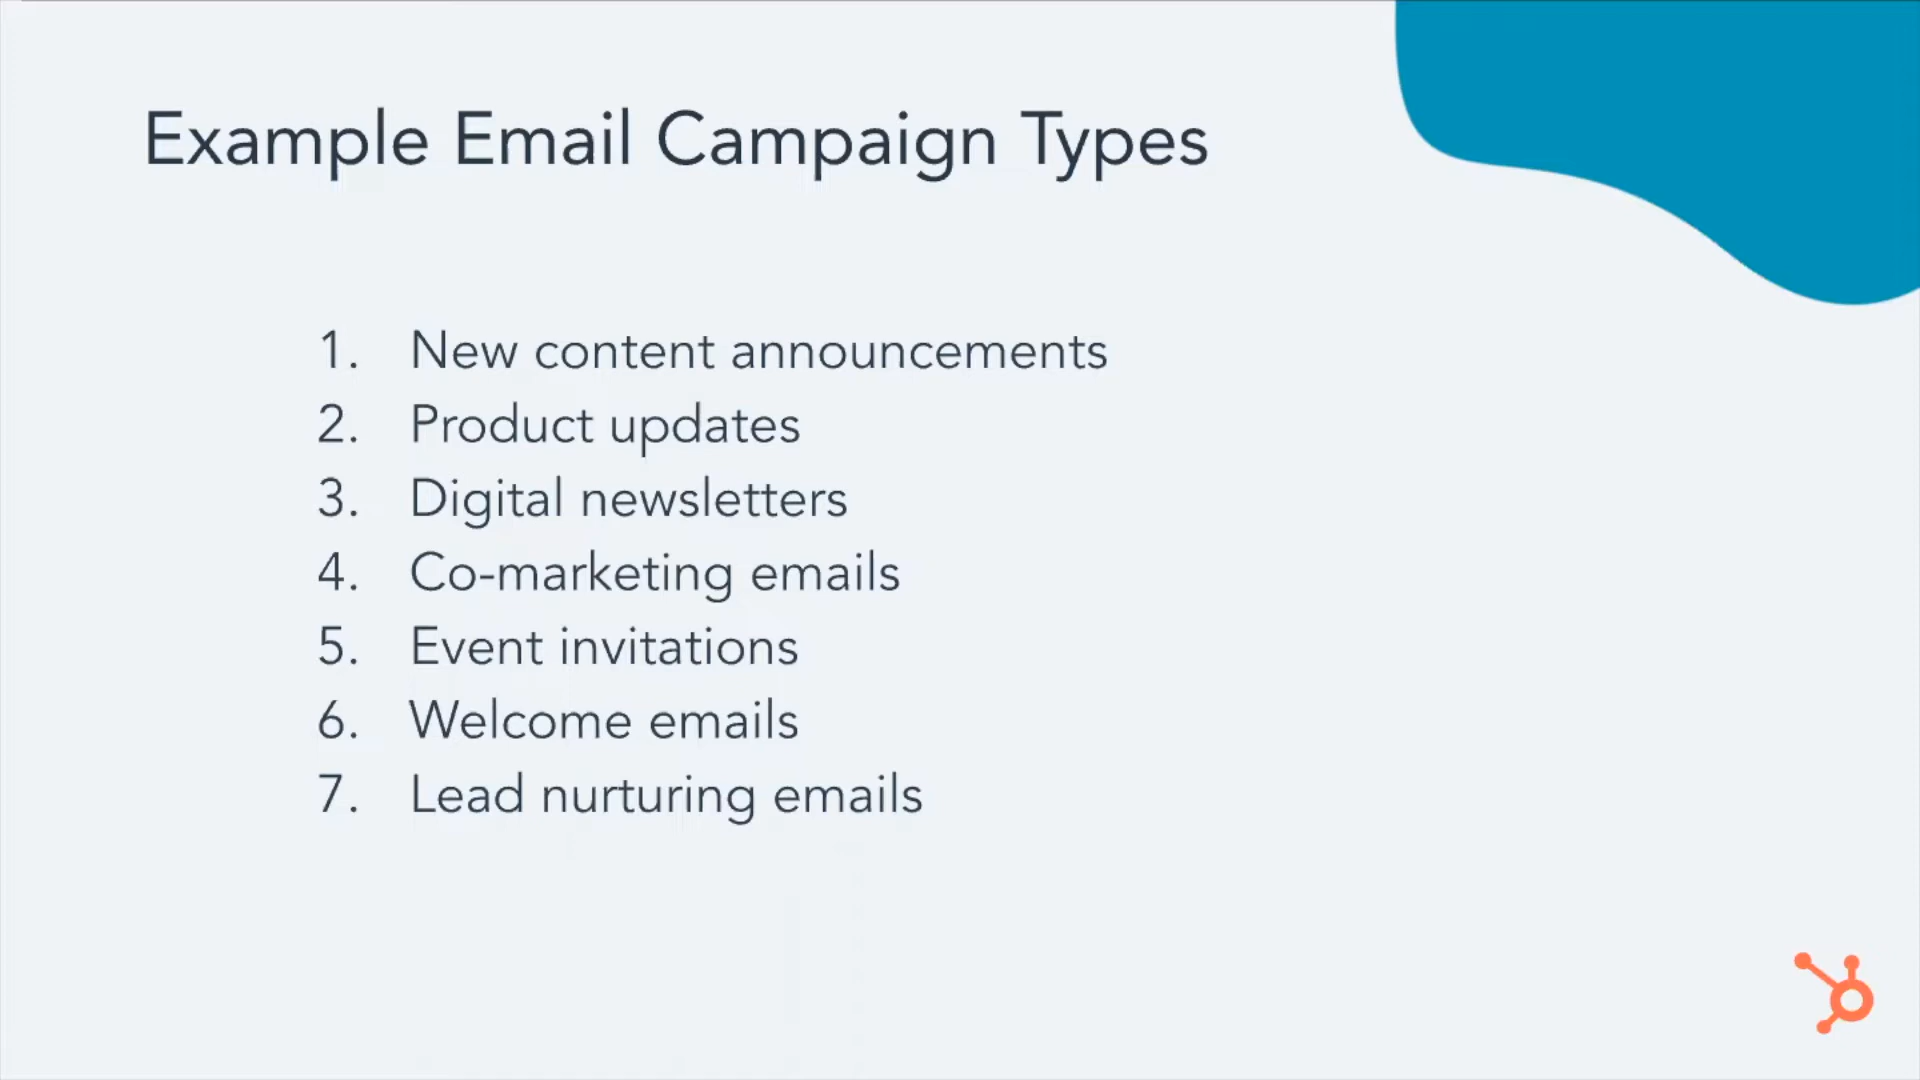 Example Email Campaign Types
1. New content announcements
2. Product updates
3. Digital newsletters
4. Co-marketing emails
5. Event invitations
6. Welcome emails
7. Lead nurturing emails